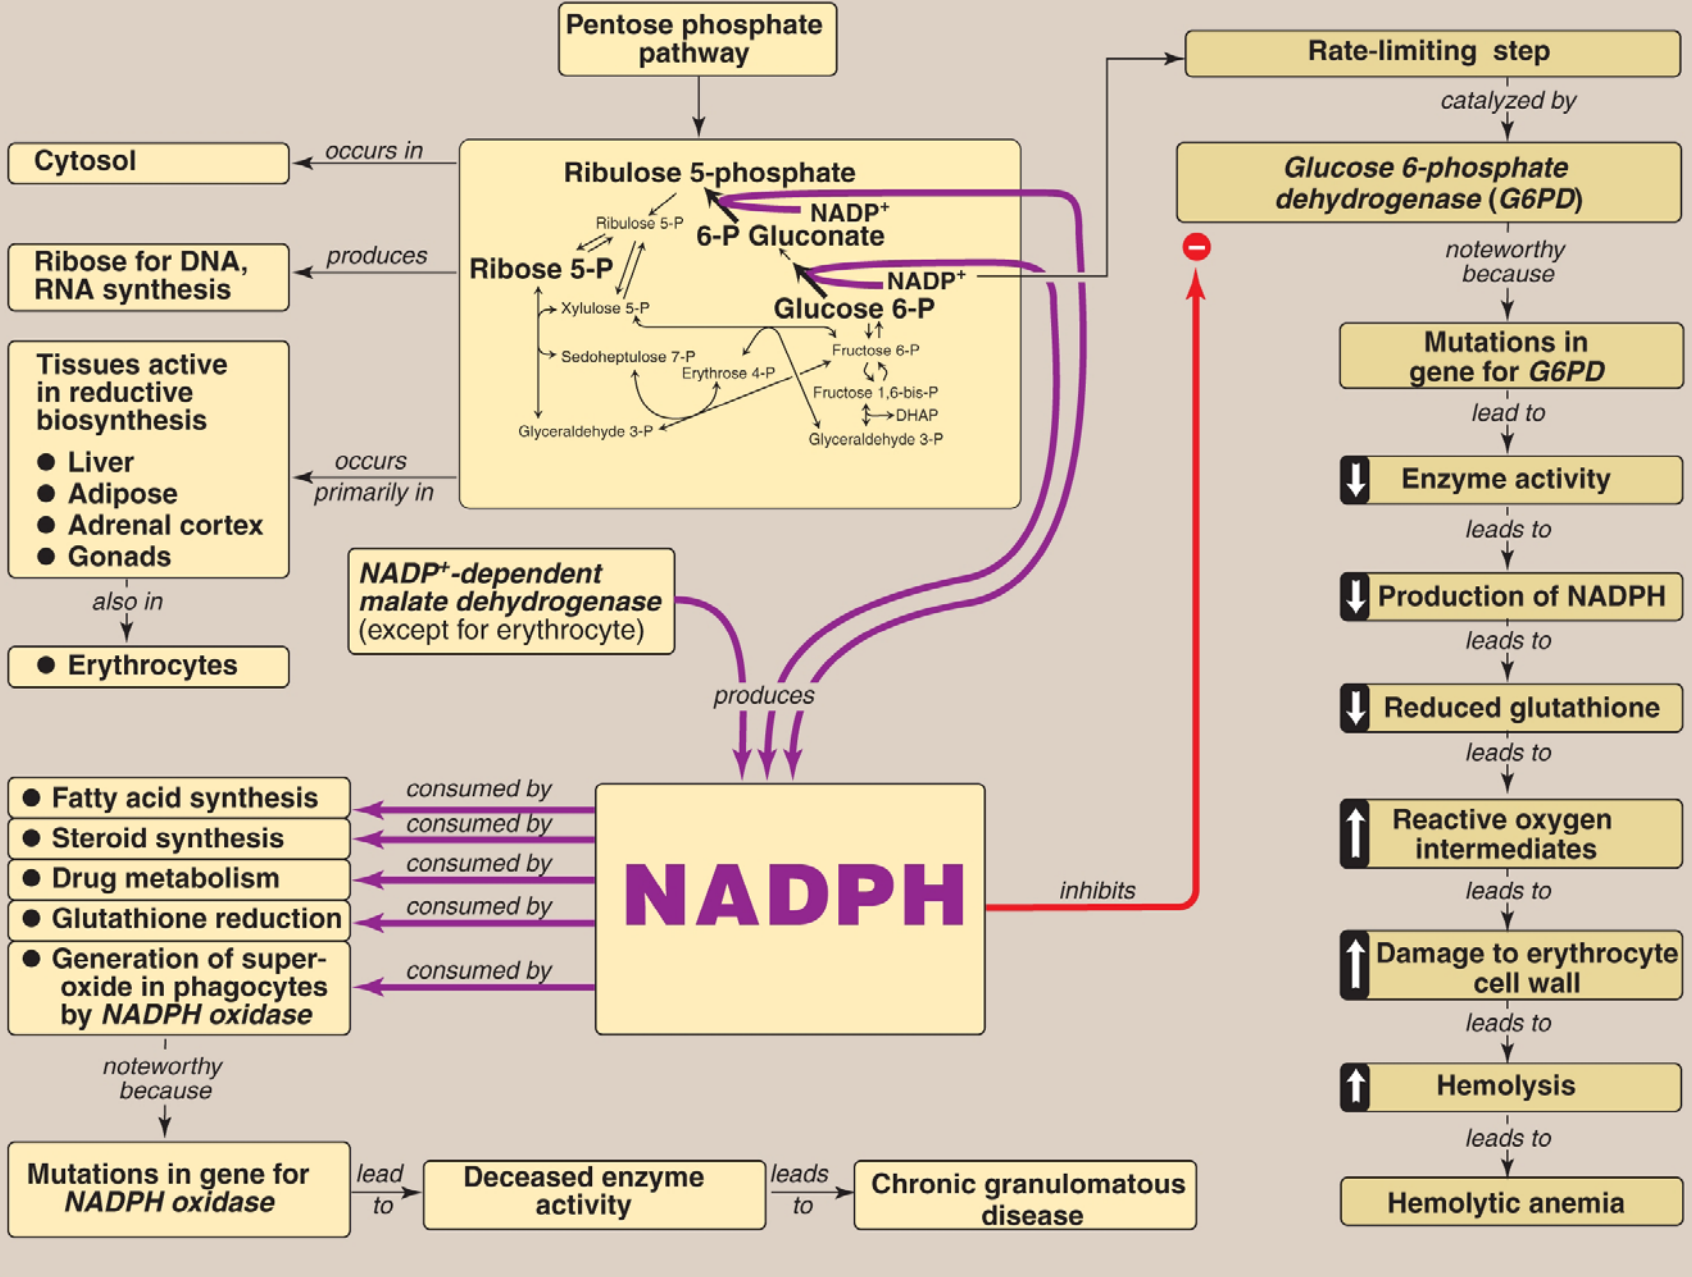 Pentose phosphate
pathway
Rate-limiting step
catalyzed by
Glucose 6-phosphate
dehydrogenase (G6PD)
noteworthy
because
Mutations in
gene for G6PD
lead to
Enzyme activity
leads to
Production of NADPH
leads to
Reduced glutathione
leads to
Reactive oxygen
intermediates
leads to
Damage to erythrocyte
cell wall
leads to
Hemolysis
leads to
Hemolytic anemia
Cytosol
occurs in
Ribose for DNA,
RNA synthesis
produces
Tissues active
in reductive
biosynthesis
● Liver
● Adipose
● Adrenal cortex
● Gonads
occurs
primarily in
also in
● Erythrocytes
Ribulose 5-phosphate
Ribulose 5-P
NADP+
6-P Gluconate
Ribose 5-P
NADP+
Xylulose 5-P
Glucose 6-P
Sedoheptulose 7-P
Fructose 6-P
Erythrose 4-P
Fructose 1,6-bis-P
DHAP
Glyceraldehyde 3-P
Glyceraldehyde 3-P
NADP+-dependent
malate dehydrogenase
(except for erythrocyte)
produces
NADPH
inhibits
● Fatty acid synthesis
consumed by
● Steroid synthesis
consumed by
● Drug metabolism
consumed by
● Glutathione reduction
consumed by
● Generation of super-
oxide in phagocytes
by NADPH oxidase
consumed by
noteworthy
because
Mutations in gene for
NADPH oxidase
lead
to
Deceased enzyme
activity
leads
to
Chronic granulomatous
disease